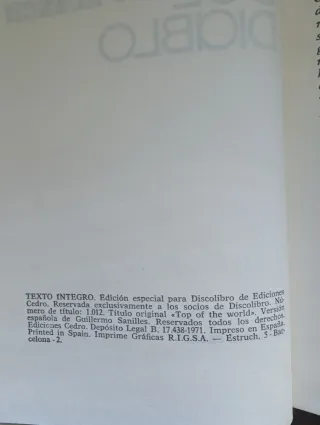 DIABLO
TEXTO INTEGRO. Edición especial para Discolibro de Ediciones
Cedro. Reservada exclusivamente a los socios de Discolibro. Nú-
mero de título: 1.012. Título original «Top of the world». Versión
española de Guillermo Sanilles. Reservados todos los derechos.
Ediciones Cedro. Depósito Legal B. 17.438-1971. Impreso en España.
Printed in Spain. Imprime Gráficas R.I.G.S.A. — Estruch, 5 - Bar-
celona - 2.